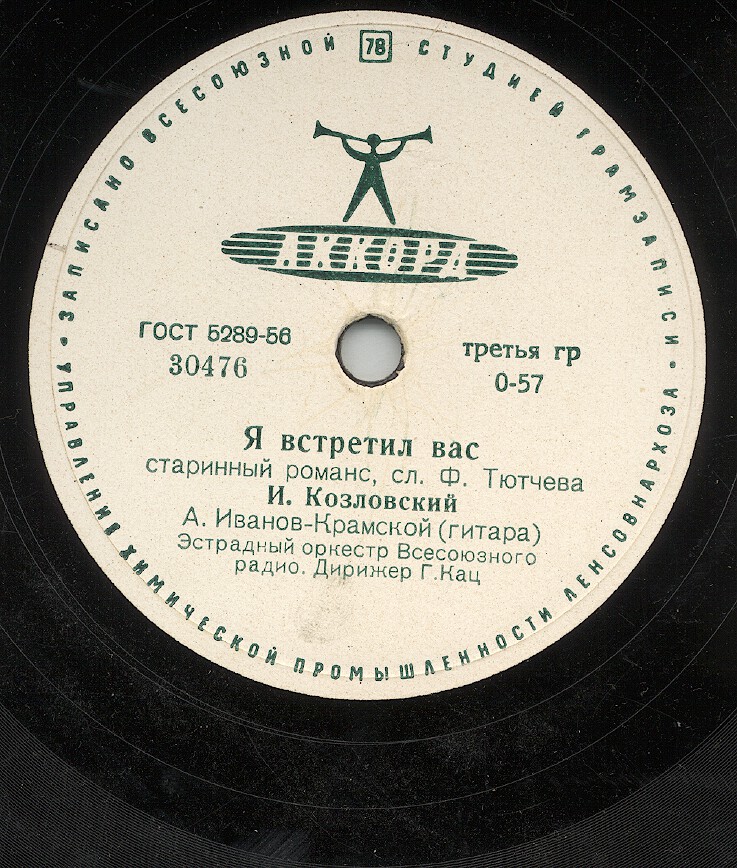 ЗАПИСАНО ВСЕСОЮЗНОЙ 78 СТУДИЕЙ ГРАМЗАПИСИ
АККОРД
ГОСТ 5289-56
30476
третья гр
0-57
Я встретил вас
старинный романс, сл. Ф. Тютчева
И. Козловский
А. Иванов-Крамской (гитара)
Эстрадный оркестр Всесоюзного
радио. Дирижер Г. Кац
УПРАВЛЕНИЯ ХИМИЧЕСКОЙ ПРОМЫШЛЕННОСТИ ЛЕНСОВНАРХОЗА